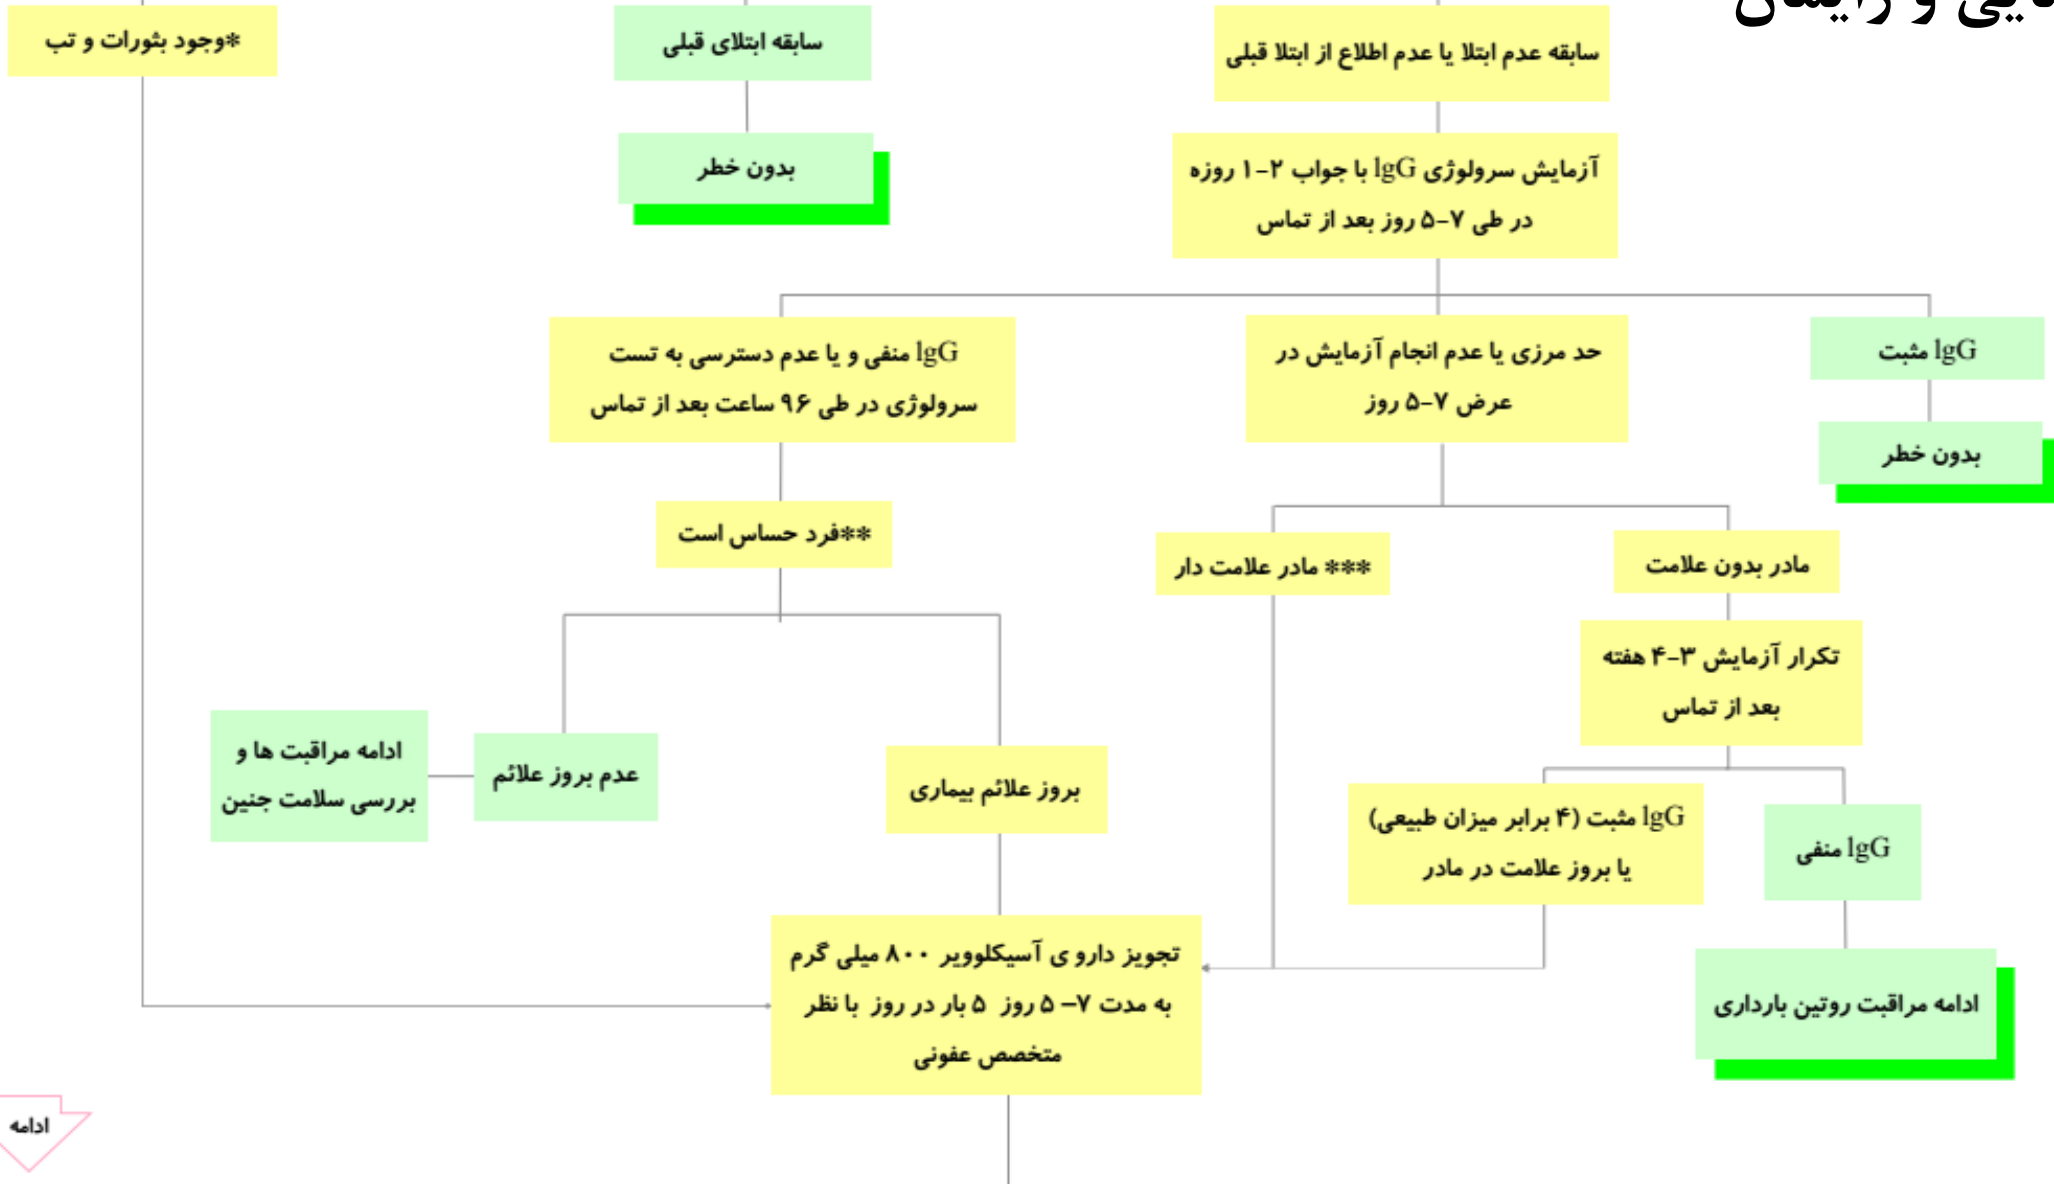 و زایمان
سابقه عدم ابتلا یا عدم اطلاع از ابتلا قبلی
سابقه ابتلای قبلی
*وجود بثورات و تب
آزمایش سرولوژی IgG با جواب ۲-۱ روزه
در طی ۷-۵ روز بعد از تماس
بدون خطر
IgG مثبت
حد مرزی یا عدم انجام آزمایش در
عرض ۷-۵ روز
IgG منفی و یا عدم دسترسی به تست
سرولوژی در طی ۹۶ ساعت بعد از تماس
بدون خطر
مادر بدون علامت
*** مادر علامت دار
**فرد حساس است
تکرار آزمایش ۳-۴ هفته
بعد از تماس
IgG منفی
IgG مثبت (۴ برابر میزان طبیعی)
یا بروز علامت در مادر
بروز علائم بیماری
عدم بروز علائم
ادامه مراقبت ها و
بررسی سلامت جنین
ادامه مراقبت روتین بارداری
تجویز دارو ی آسیکلوویر ۸۰۰ میلی گرم
به مدت ۷– ۵ روز ۵ بار در روز با نظر
متخصص عفونی
ادامه